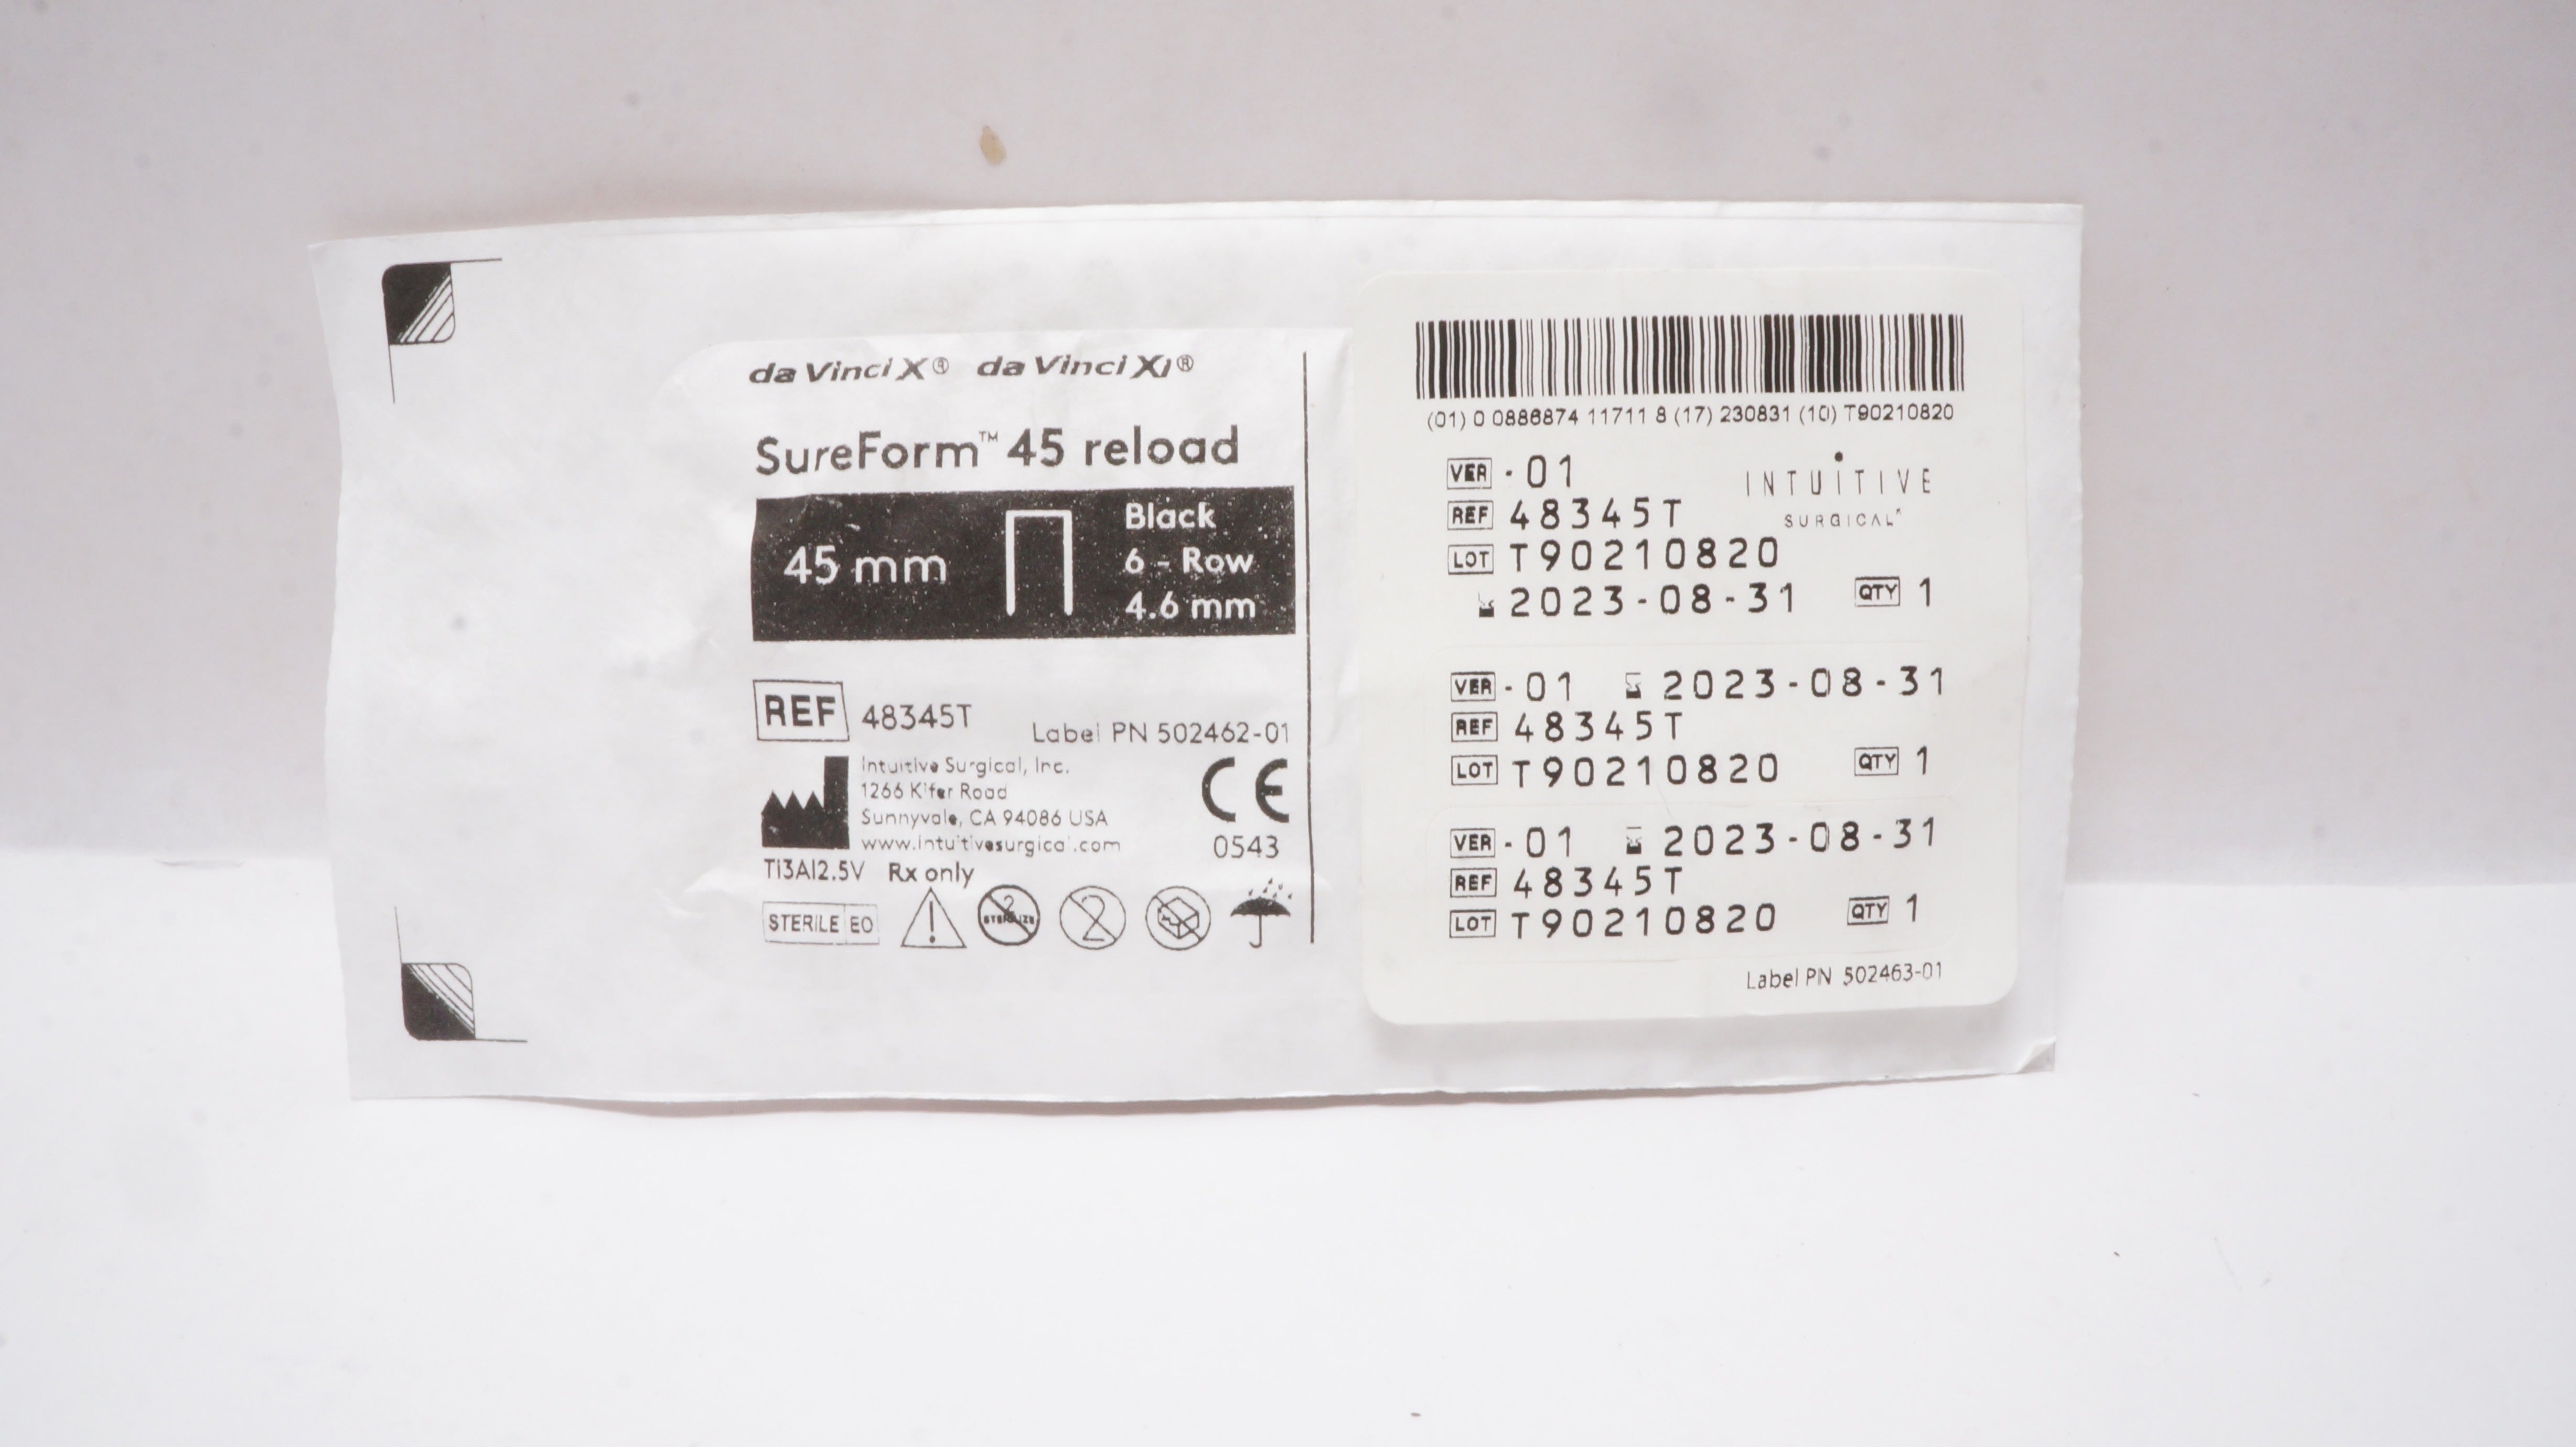 da Vinci X® da Vinci Xi®
SureForm™ 45 reload
45 mm
Black
6 - Row
4.6 mm
REF 48345T
Label PN 502462-01
Intuitive Surgical, Inc.
1266 Kifer Road
Sunnyvale, CA 94086 USA
www.intuitivesurgical.com
CE
0543
Ti3Al2.5V Rx only
STERILE EO
2
STERILIZE
2
(01) 0 0886874 11711 8 (17) 230831 (10) T90210820
VER - 01
INTUITIVE
SURGICAL®
REF 48345T
LOT T90210820
2023-08-31 QTY 1
VER - 01 2023-08-31
REF 48345T
LOT T90210820 QTY 1
VER - 01 2023-08-31
REF 48345T
LOT T90210820 QTY 1
Label PN 502463-01